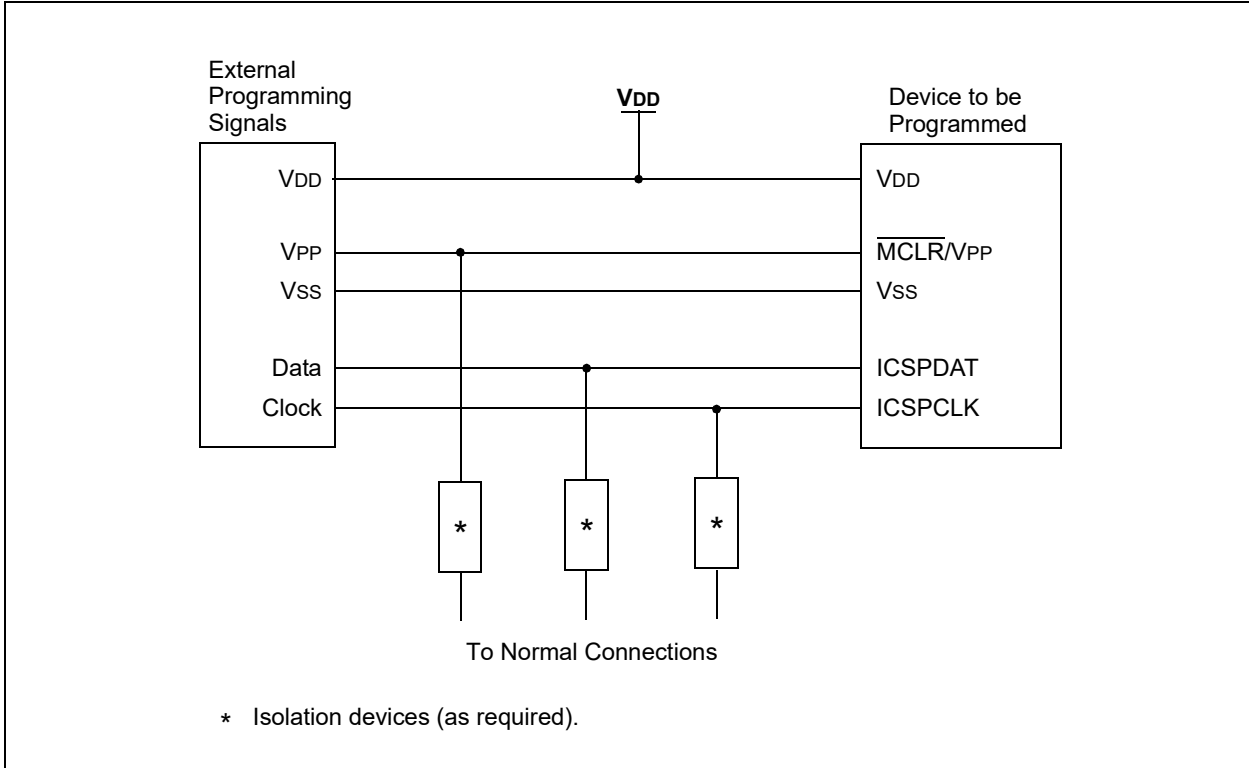 External
Programming
Signals
VDD
Device to be
Programmed
VDD
VDD
VPP
MCLR/VPP
VSS
VSS
Data
ICSPDAT
Clock
ICSPCLK
*
*
*
To Normal Connections
* Isolation devices (as required).